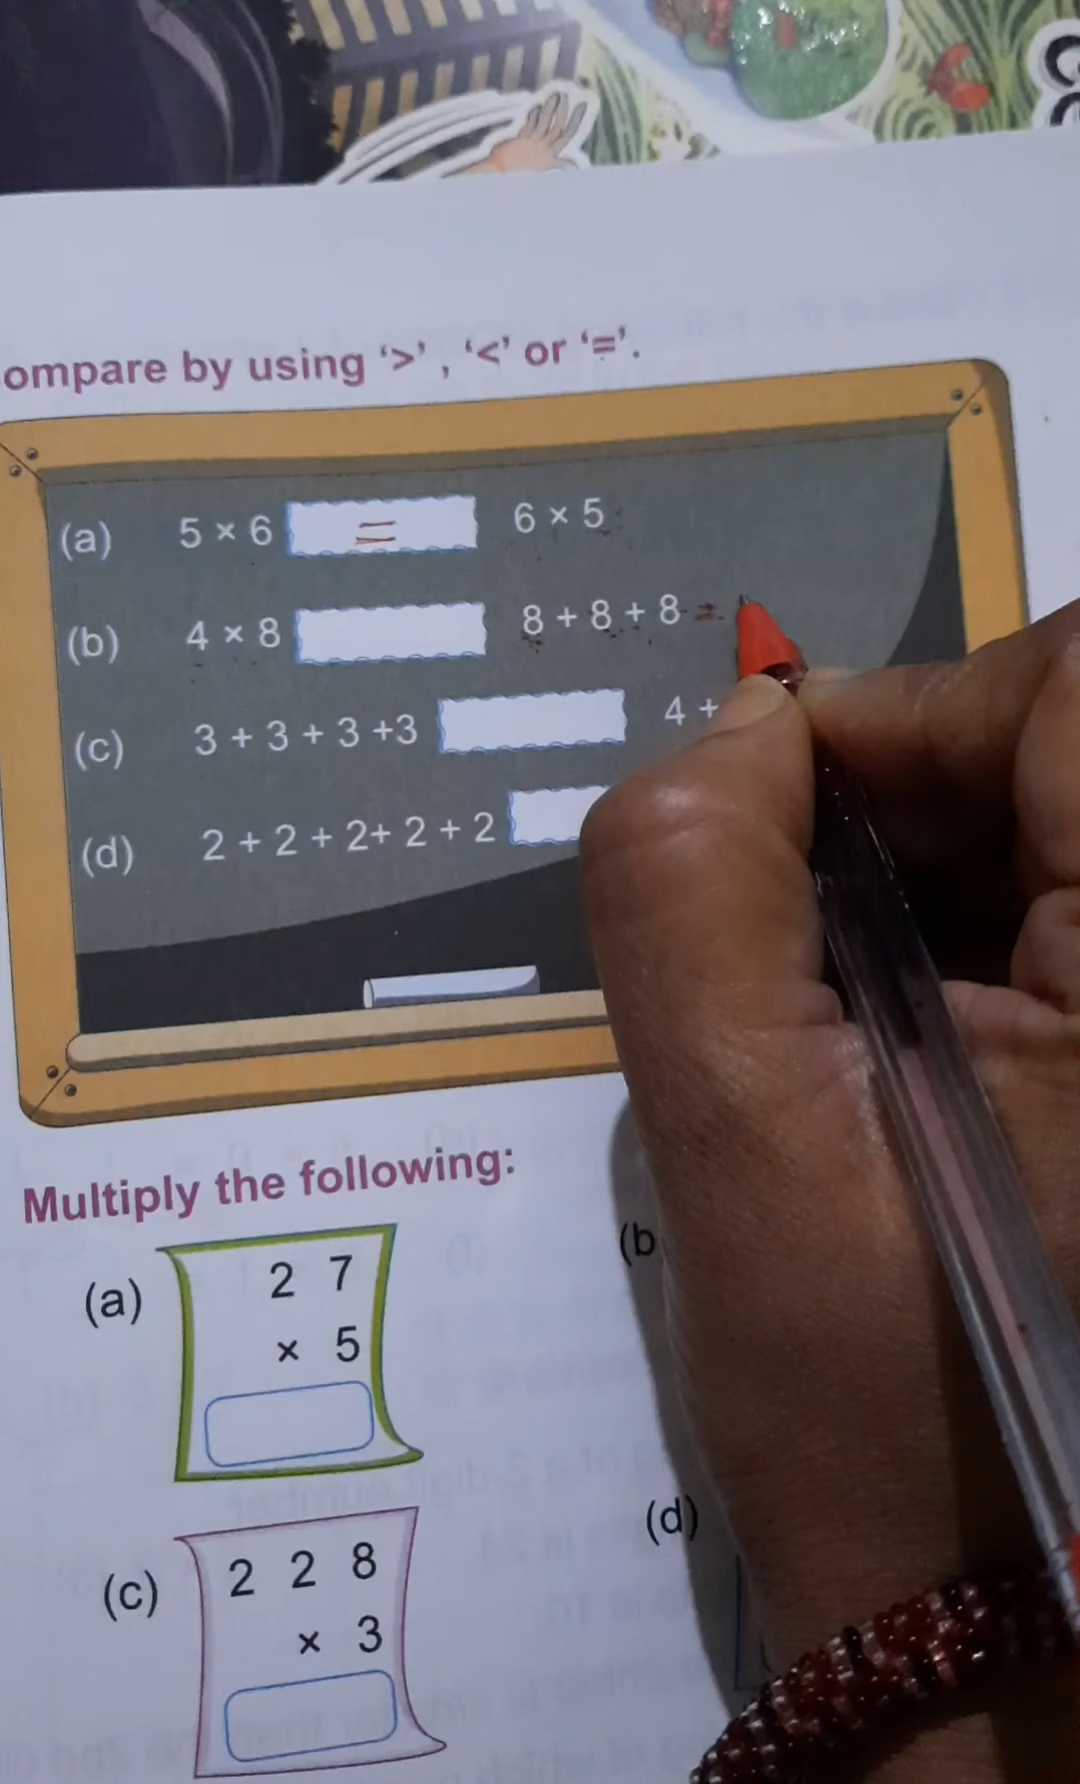 ompare by using '>', '<' or '='.
(a) 5 × 6 = 6 × 5
(b) 4 × 8 8 + 8 + 8 =
(c) 3 + 3 + 3 +3 4 +
(d) 2 + 2 + 2+ 2 + 2
Multiply the following:
(a) 2 7
× 5
(b
(c) 2 2 8
× 3
(d)